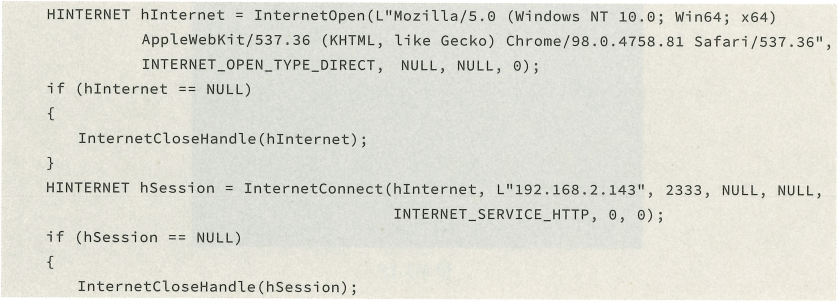 HINTERNET hInternet = InternetOpen(L"Mozilla/5.0 (Windows NT 10.0; Win64; x64)
AppleWebKit/537.36 (KHTML, like Gecko) Chrome/98.0.4758.81 Safari/537.36",
INTERNET_OPEN_TYPE_DIRECT, NULL, NULL, 0);
if (hInternet == NULL)
{
InternetCloseHandle(hInternet);
}
HINTERNET hSession = InternetConnect(hInternet, L"192.168.2.143", 2333, NULL, NULL,
INTERNET_SERVICE_HTTP, 0, 0);
if (hSession == NULL)
{
InternetCloseHandle(hSession);